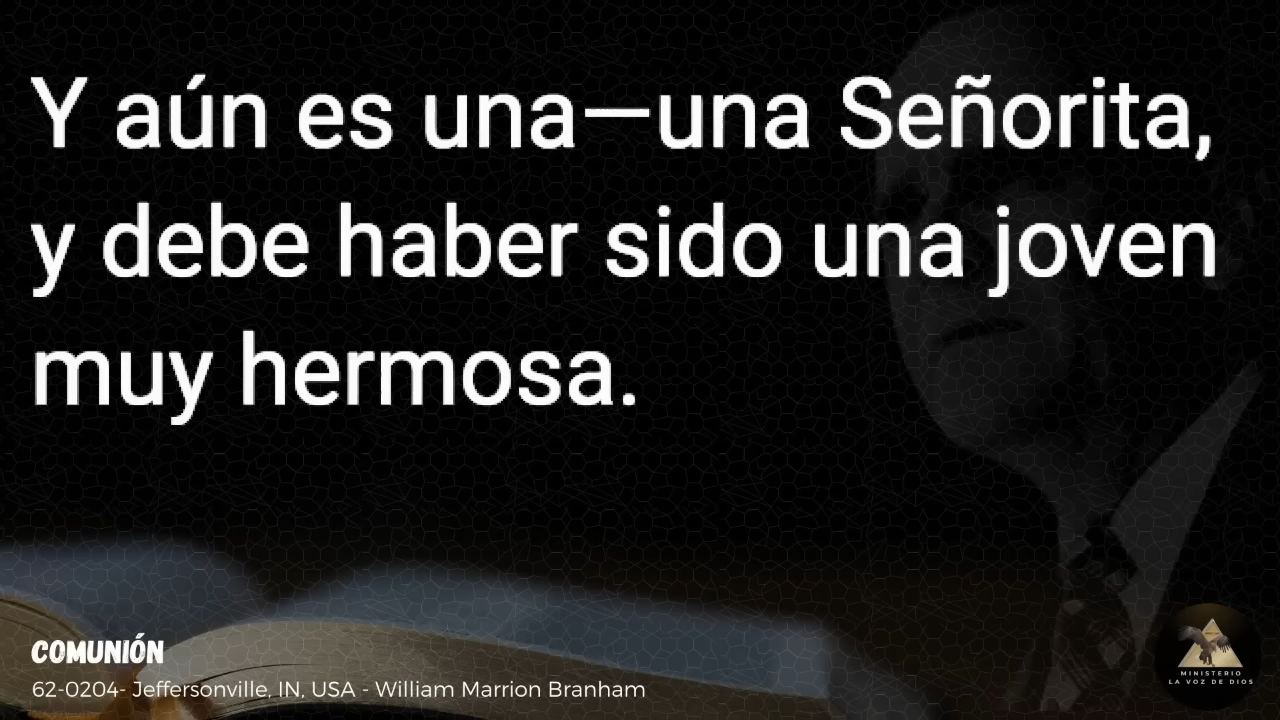 Y aún es una—una Señorita,
y debe haber sido una joven
muy hermosa.
COMUNIÓN
62-0204- Jeffersonville, IN, USA - William Marrion Branham
MINISTERIO
LA VOZ DE DIOS